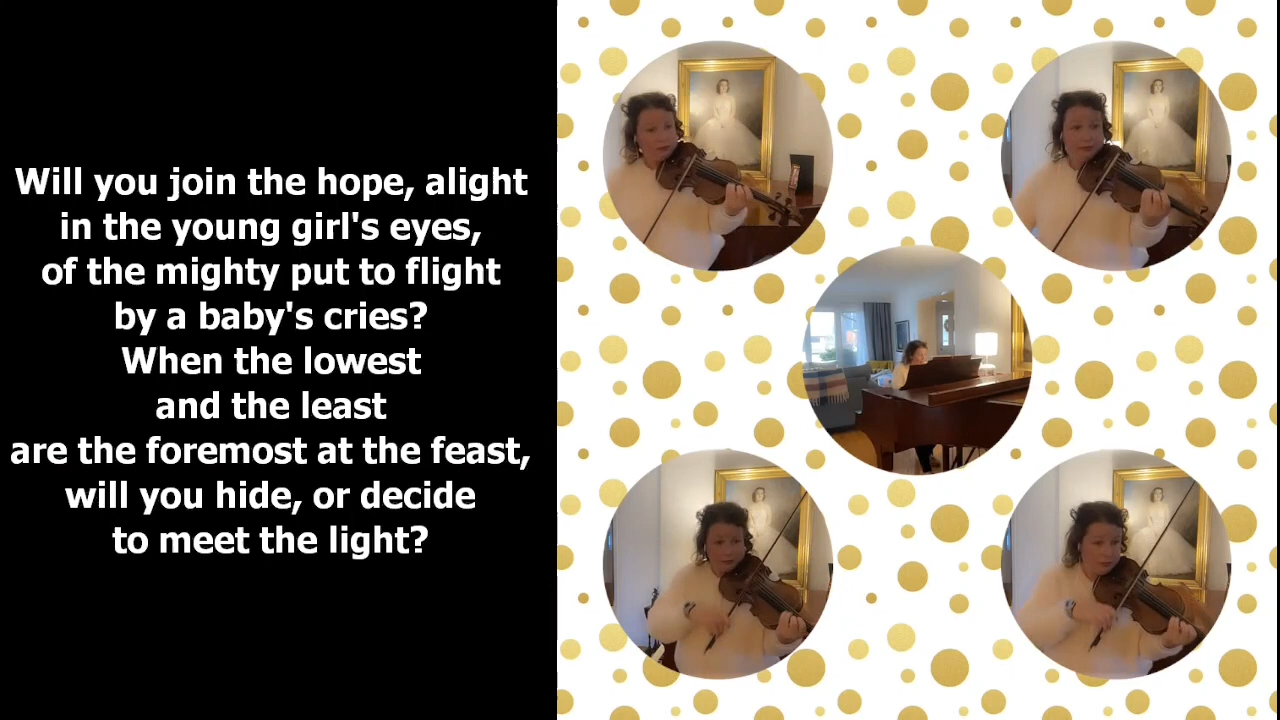 Will you join the hope, alight
in the young girl's eyes,
of the mighty put to flight
by a baby's cries?
When the lowest
and the least
are the foremost at the feast,
will you hide, or decide
to meet the light?